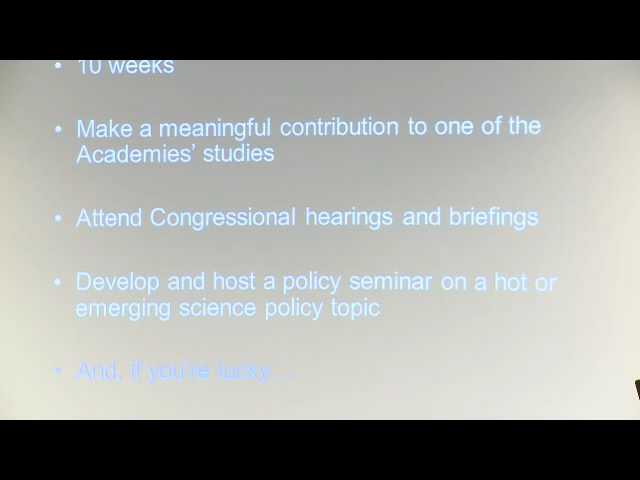 • 10 weeks
• Make a meaningful contribution to one of the
Academies' studies
• Attend Congressional hearings and briefings
• Develop and host a policy seminar on a hot or
emerging science policy topic
• And, if you're lucky…